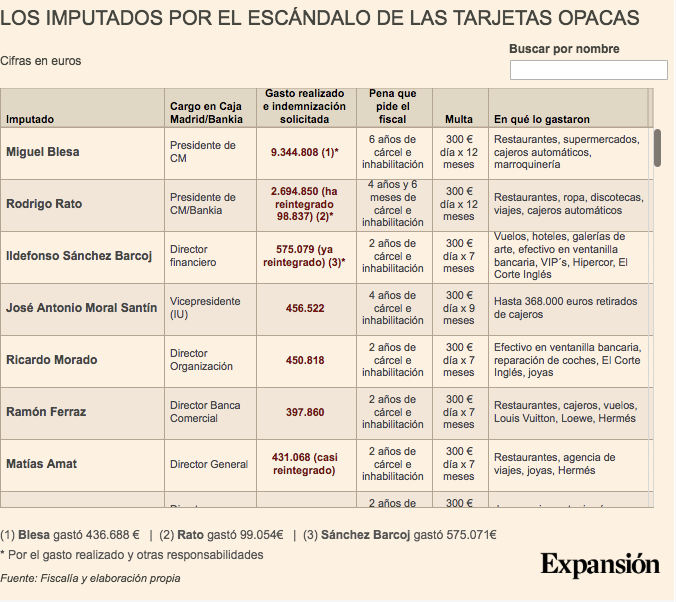 LOS IMPUTADOS POR EL ESCÁNDALO DE LAS TARJETAS OPACAS
Buscar por nombre
Cifras en euros
Imputado
Cargo en Caja
Madrid/Bankia
Gasto realizado
e indemnización
solicitada
Pena que
pide el
fiscal
Multa
En qué lo gastaron
Miguel Blesa
Presidente de
CM
9.344.808 (1)*
6 años de
cárcel e
inhabilitación
300 €
día x 12
meses
Restaurantes, supermercados,
cajeros automáticos,
marroquinería
Rodrigo Rato
Presidente de
CM/Bankia
2.694.850 (ha
reintegrado
98.837) (2)*
4 años y 6
meses de
cárcel e
inhabilitación
300 €
día x 12
meses
Restaurantes, ropa, discotecas,
viajes, cajeros automáticos
Ildefonso Sánchez Barcoj
Director
financiero
575.079 (ya
reintegrado) (3)*
2 años de
cárcel e
inhabilitación
300 €
día x 7
meses
Vuelos, hoteles, galerías de
arte, efectivo en ventanilla
bancaria, VIP´s, Hipercor, El
Corte Inglés
José Antonio Moral Santín
Vicepresidente
(IU)
456.522
4 años de
cárcel e
inhabilitación
300 €
día x 9
meses
Hasta 368.000 euros retirados
de cajeros
Ricardo Morado
Director
Organización
450.818
2 años de
cárcel e
inhabilitación
300 €
día x 7
meses
Efectivo en ventanilla bancaria,
reparación de coches, El Corte
Inglés, joyas
Ramón Ferraz
Director Banca
Comercial
397.860
2 años de
cárcel e
inhabilitación
300 €
día x 7
meses
Restaurantes, cajeros, vuelos,
Louis Vuitton, Loewe, Hermés
Matías Amat
Director General
431.068 (casi
reintegrado)
2 años de
cárcel e
inhabilitación
300 €
día x 7
meses
Restaurantes, agencia de
viajes, joyas, Hermés
2 años de
300 €
(1) Blesa gastó 436.688 € | (2) Rato gastó 99.054€ | (3) Sánchez Barcoj gastó 575.071€
* Por el gasto realizado y otras responsabilidades
Fuente: Fiscalía y elaboración propia
Expansión